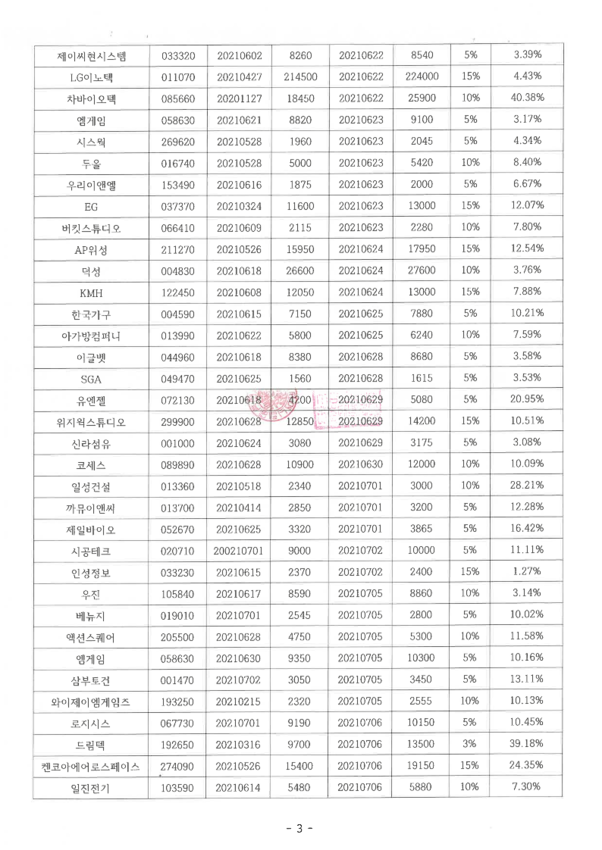 제이씨현시스템 033320 20210602 8260 20210622 8540 5% 3.39%
LG이노텍 011070 20210427 214500 20210622 224000 15% 4.43%
차바이오텍 085660 20201127 18450 20210622 25900 10% 40.38%
엠게임 058630 20210621 8820 20210623 9100 5% 3.17%
시스웍 269620 20210528 1960 20210623 2045 5% 4.34%
두올 016740 20210528 5000 20210623 5420 10% 8.40%
우리이앤엘 153490 20210616 1875 20210623 2000 5% 6.67%
EG 037370 20210324 11600 20210623 13000 15% 12.07%
버킷스튜디오 066410 20210609 2115 20210623 2280 10% 7.80%
AP위성 211270 20210526 15950 20210624 17950 15% 12.54%
덕성 004830 20210618 26600 20210624 27600 10% 3.76%
KMH 122450 20210608 12050 20210624 13000 15% 7.88%
한국가구 004590 20210615 7150 20210625 7880 5% 10.21%
아가방컴퍼니 013990 20210622 5800 20210625 6240 10% 7.59%
이글벳 044960 20210618 8380 20210628 8680 5% 3.58%
SGA 049470 20210625 1560 20210628 1615 5% 3.53%
유엔젤 072130 20210618 4200 20210629 5080 5% 20.95%
위지윅스튜디오 299900 20210628 12850 20210629 14200 15% 10.51%
신라섬유 001000 20210624 3080 20210629 3175 5% 3.08%
코세스 089890 20210628 10900 20210630 12000 10% 10.09%
일성건설 013360 20210518 2340 20210701 3000 10% 28.21%
까뮤이앤씨 013700 20210414 2850 20210701 3200 5% 12.28%
제일바이오 052670 20210625 3320 20210701 3865 5% 16.42%
시공테크 020710 200210701 9000 20210702 10000 5% 11.11%
인성정보 033230 20210615 2370 20210702 2400 15% 1.27%
우진 105840 20210617 8590 20210705 8860 10% 3.14%
베뉴지 019010 20210701 2545 20210705 2800 5% 10.02%
액션스퀘어 205500 20210628 4750 20210705 5300 10% 11.58%
엠게임 058630 20210630 9350 20210705 10300 5% 10.16%
삼부토건 001470 20210702 3050 20210705 3450 5% 13.11%
와이제이엠게임즈 193250 20210215 2320 20210705 2555 10% 10.13%
로지시스 067730 20210701 9190 20210706 10150 5% 10.45%
드림텍 192650 20210316 9700 20210706 13500 3% 39.18%
켄코아에어로스페이스 274090 20210526 15400 20210706 19150 15% 24.35%
일진전기 103590 20210614 5480 20210706 5880 10% 7.30%
- 3 -